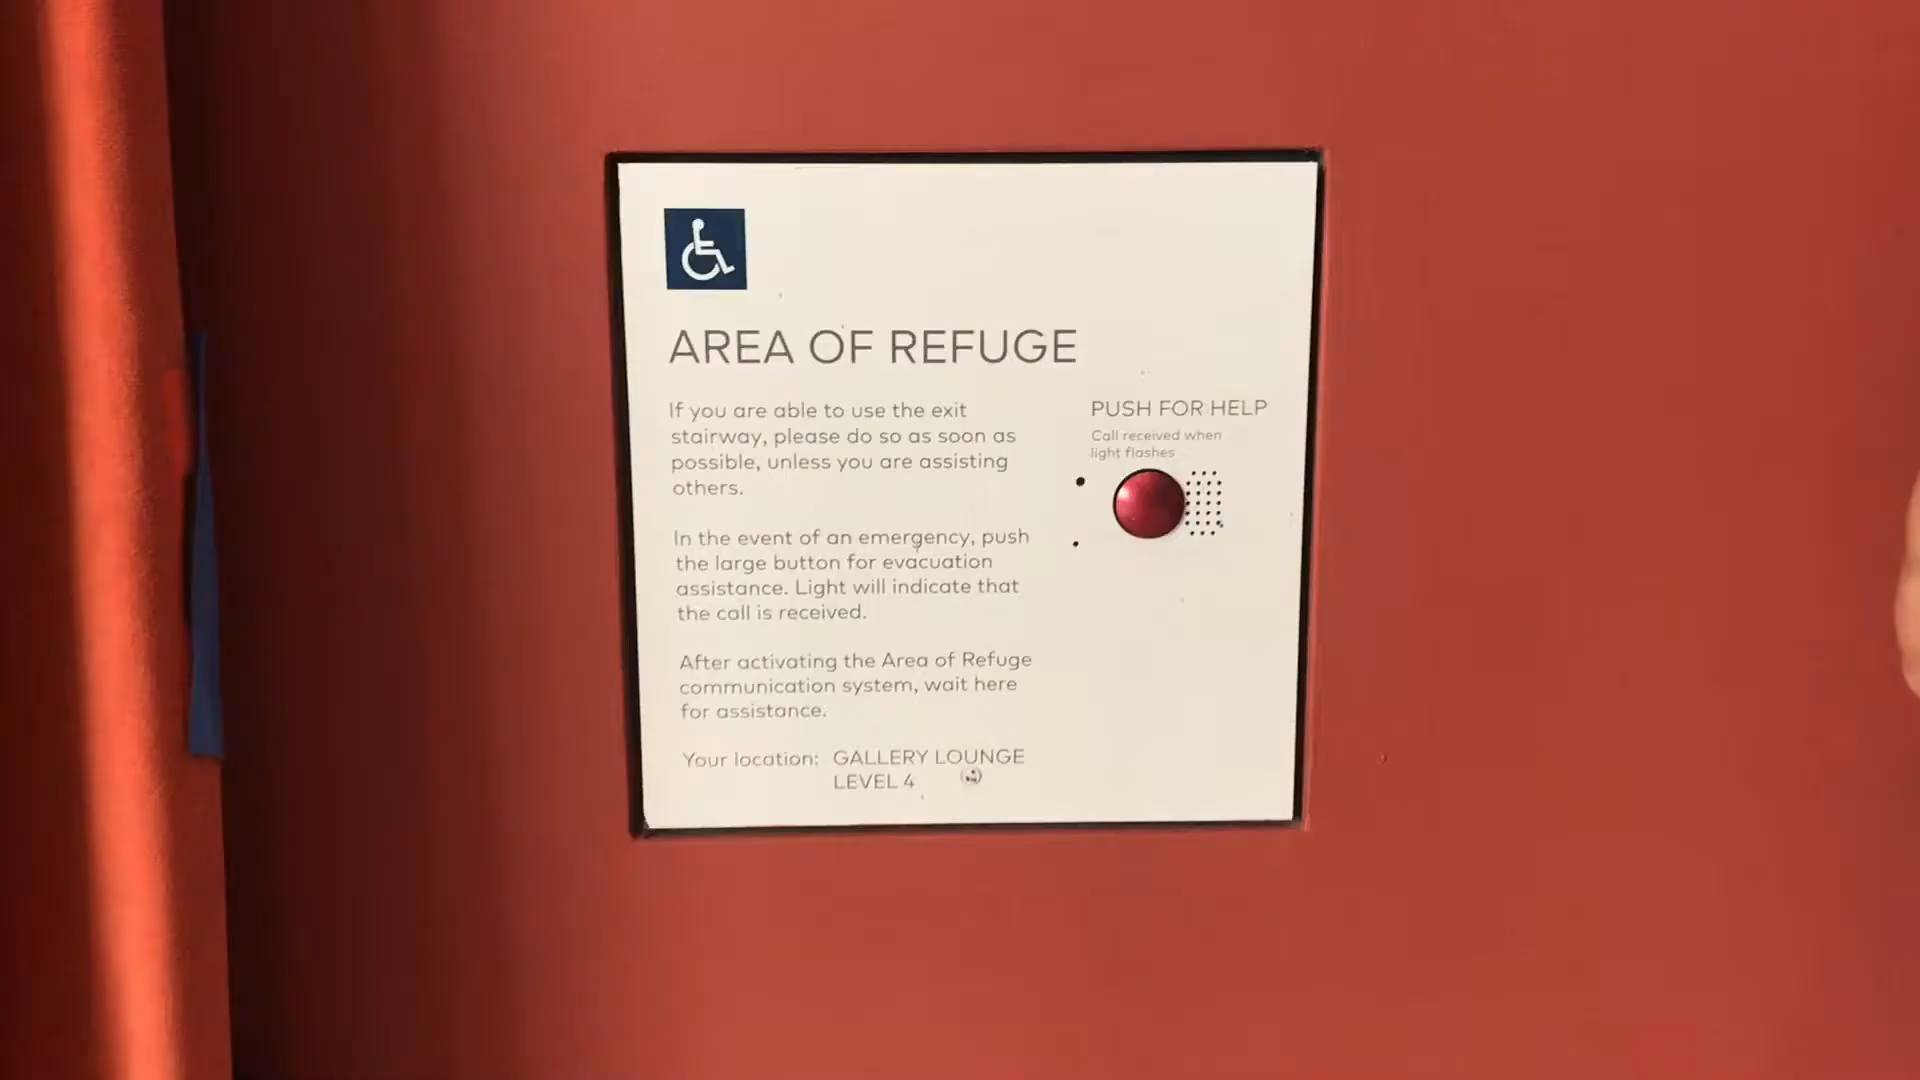 AREA OF REFUGE
If you are able to use the exit
stairway, please do so as soon as
possible, unless you are assisting
others.
In the event of an emergency, push
the large button for evacuation
assistance. Light will indicate that
the call is received.
After activating the Area of Refuge
communication system, wait here
for assistance.
Your location: GALLERY LOUNGE
LEVEL 4
PUSH FOR HELP
Call received when
light flashes